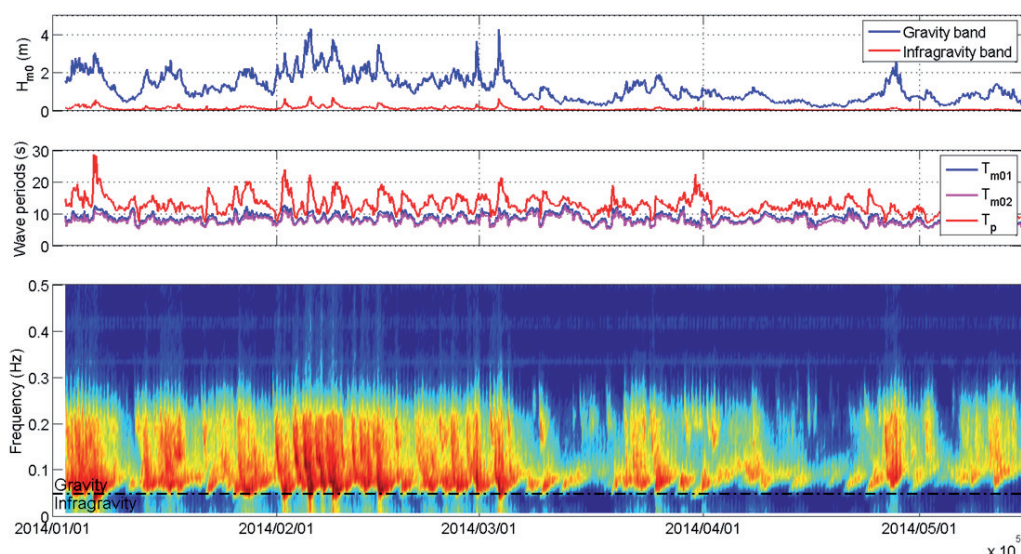 H_m0 (m)
4
2
0
Gravity band
Infragravity band
Wave periods (s)
30
20
10
0
T_m01
T_m02
T_p
Frequency (Hz)
0.5
0.4
0.3
0.2
0.1
0
Gravity
Infragravity
2014/01/01
2014/02/01
2014/03/01
2014/04/01
2014/05/01
x 10^5